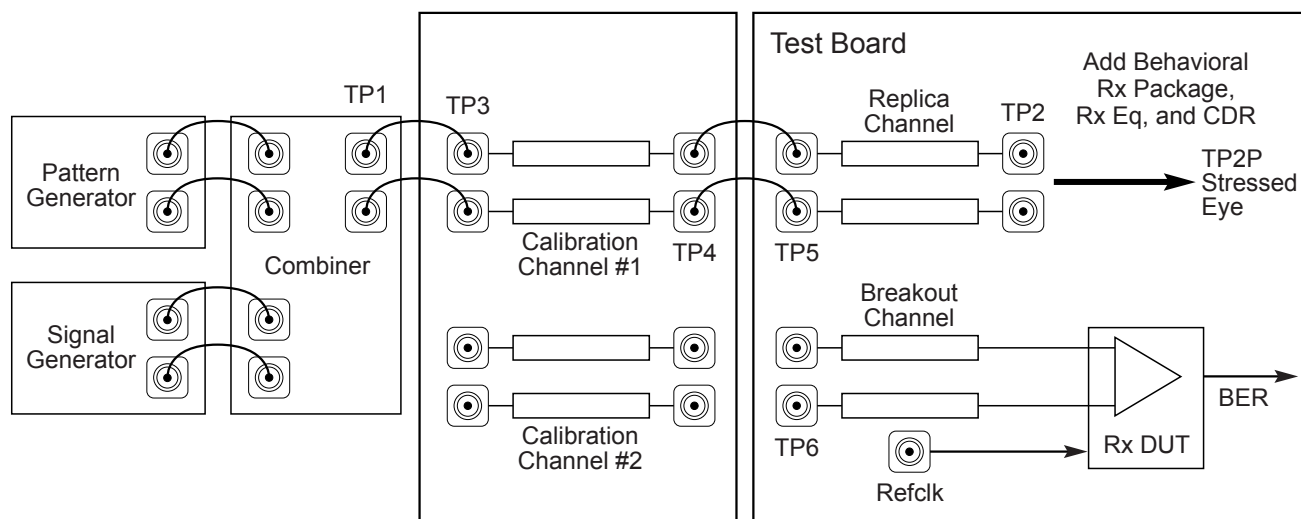 Test Board
Add Behavioral
Rx Package,
Rx Eq, and CDR
TP1
TP3
Replica
Channel
TP2
Pattern
Generator
TP2P
Stressed
Eye
Combiner
Calibration
Channel #1
TP4
TP5
Signal
Generator
Breakout
Channel
BER
Calibration
Channel #2
TP6
Rx DUT
Refclk